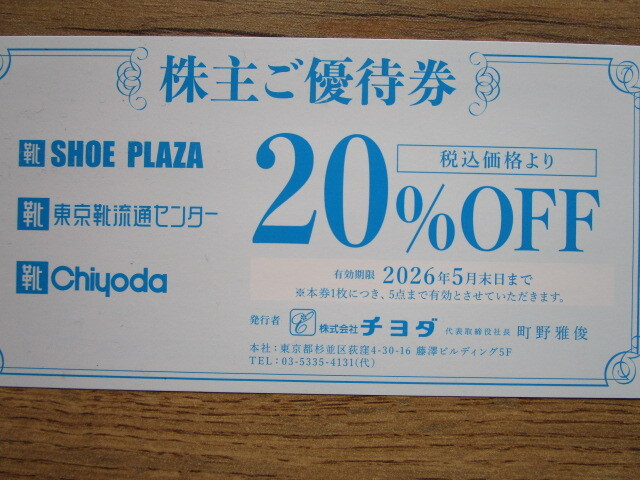 株主ご優待券
靴 SHOE PLAZA
靴 東京靴流通センター
靴 Chiyoda
税込価格より
20%OFF
有効期限 2026年5月末日まで
※本券1枚につき、5点まで有効とさせていただきます。
発行者 株式会社チヨダ 代表取締役社長 町野雅俊
本社:東京都杉並区荻窪4-30-16 藤澤ビルディング5F
TEL:03-5335-4131(代)